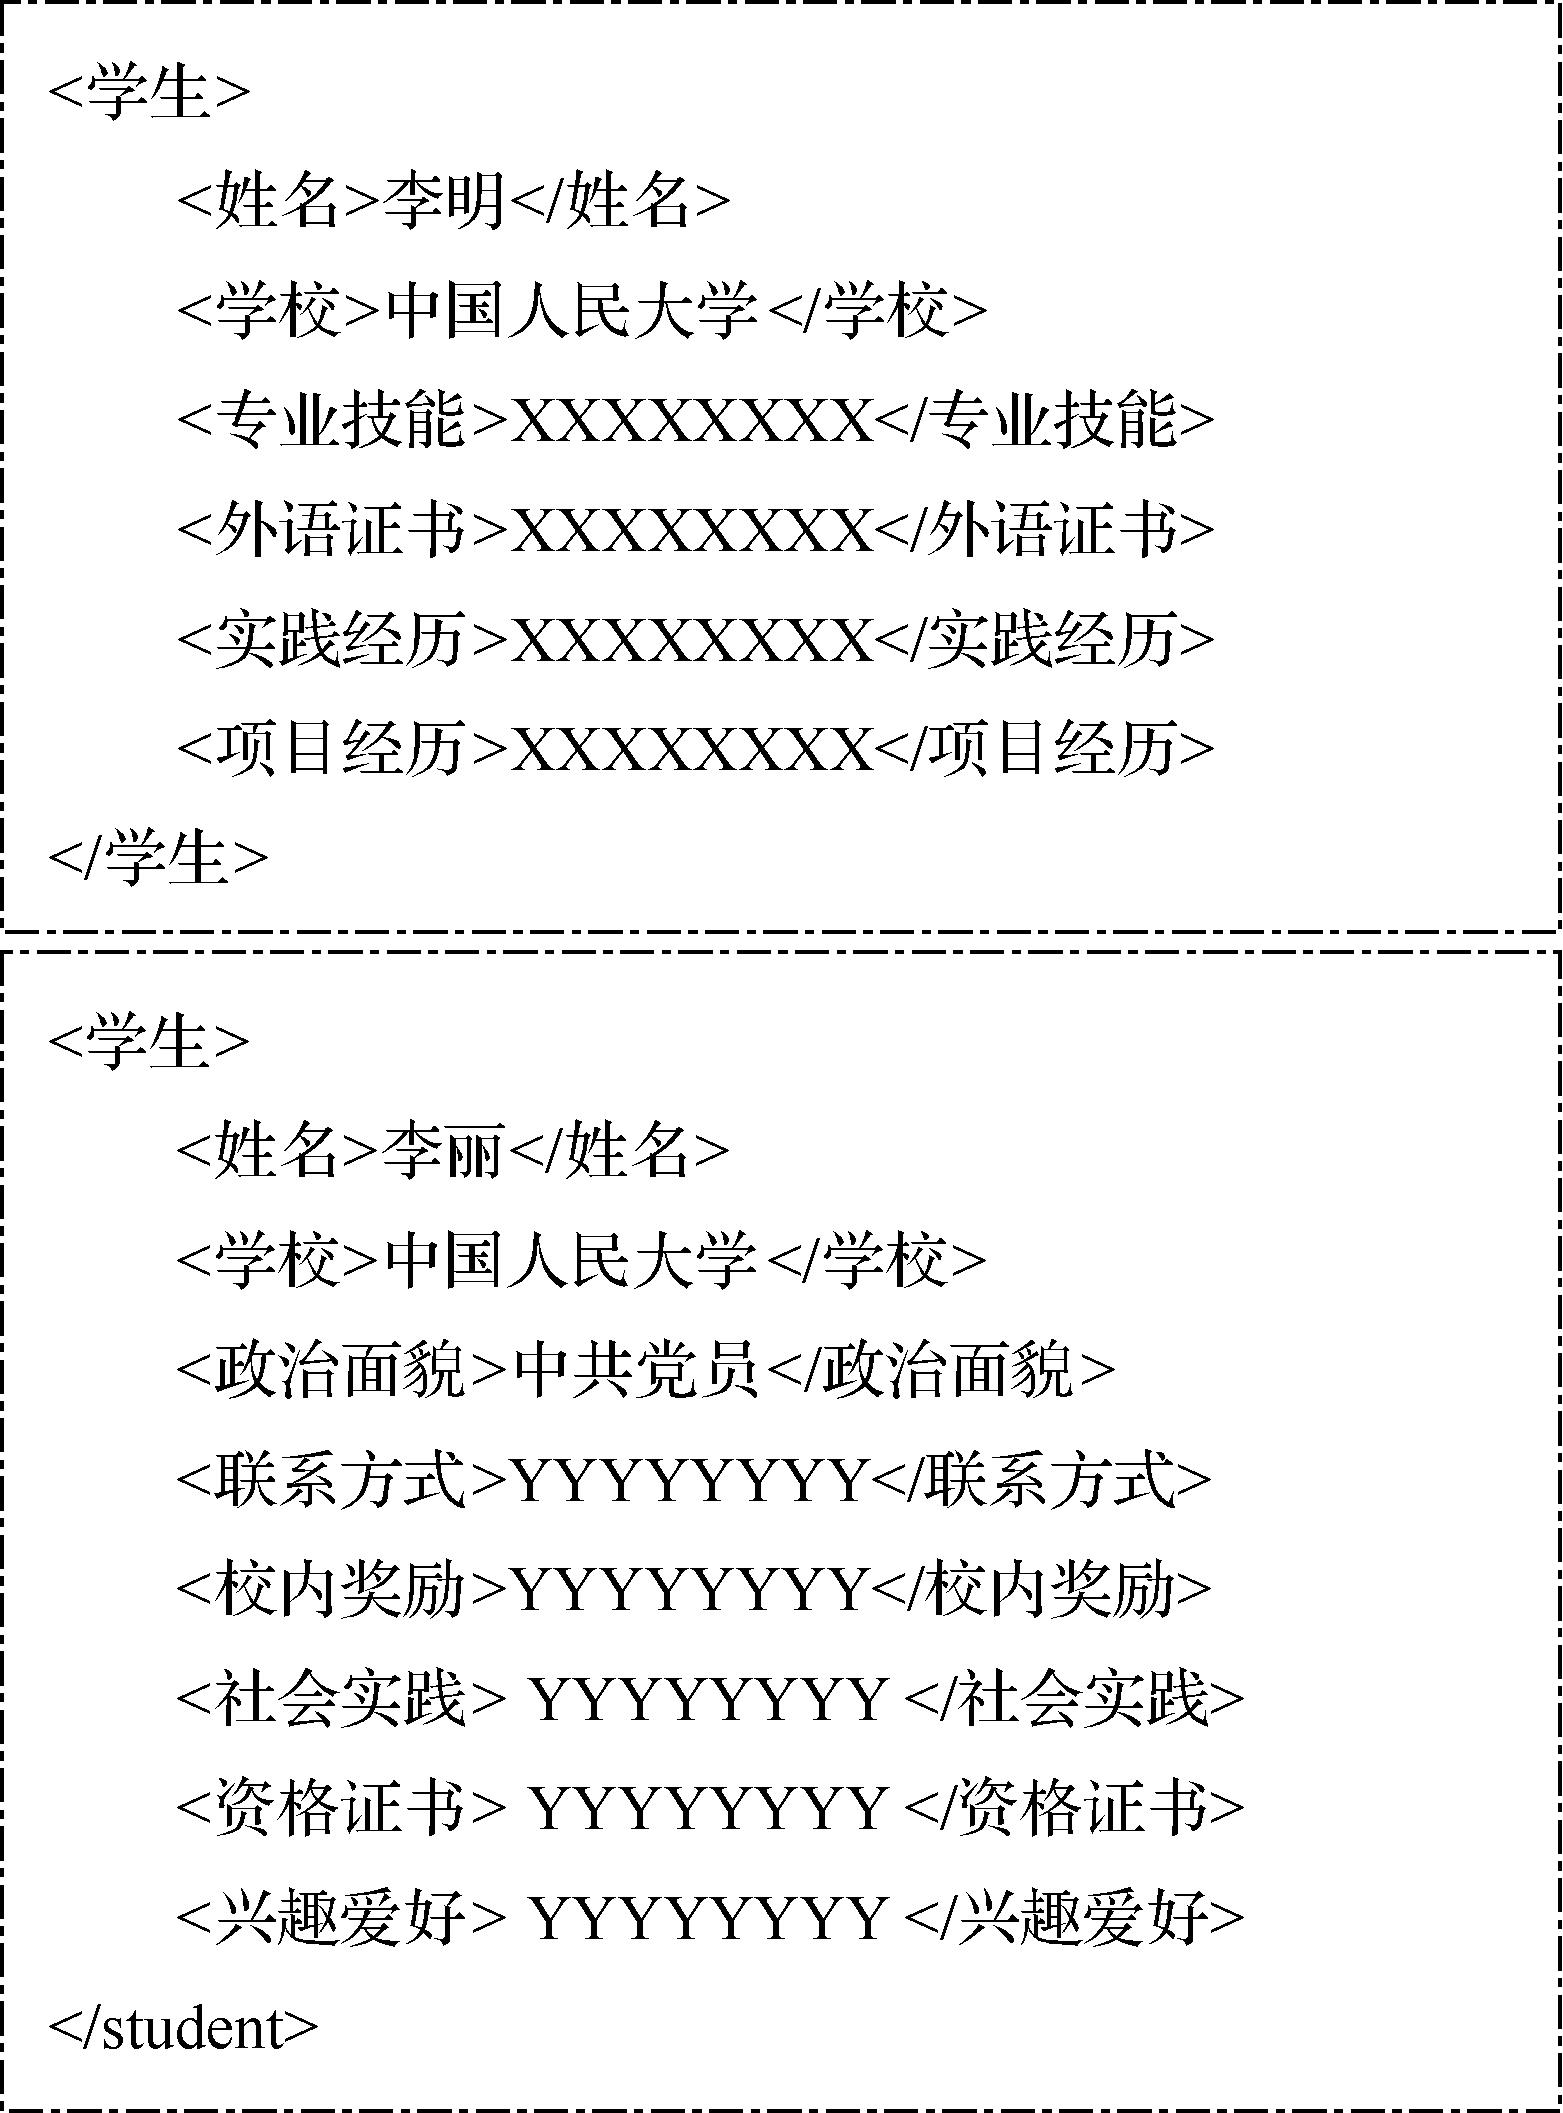 <学生>
<姓名>李明</姓名>
<学校>中国人民大学</学校>
<专业技能>XXXXXXXX</专业技能>
<外语证书>XXXXXXXX</外语证书>
<实践经历>XXXXXXXX</实践经历>
<项目经历>XXXXXXXX</项目经历>
</学生>
<学生>
<姓名>李丽</姓名>
<学校>中国人民大学</学校>
<政治面貌>中共党员</政治面貌>
<联系方式>YYYYYYYY</联系方式>
<校内奖励>YYYYYYYY</校内奖励>
<社会实践> YYYYYYYY </社会实践>
<资格证书> YYYYYYYY </资格证书>
<兴趣爱好> YYYYYYYY </兴趣爱好>
</student>